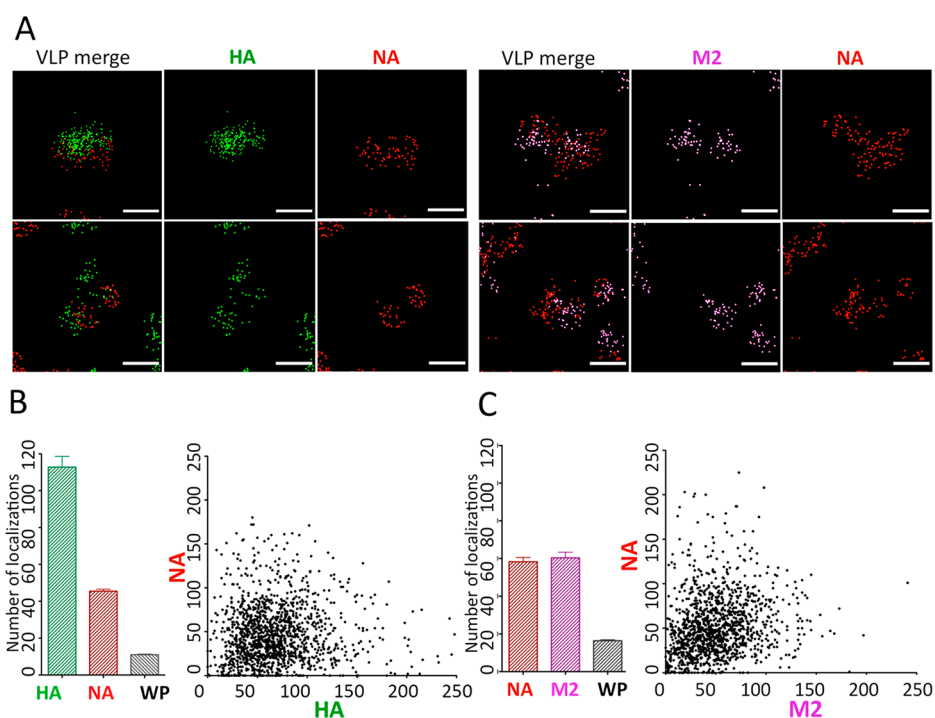 A
VLP merge HA NA VLP merge M2 NA
B
Number of localizations
0 20 40 60 80 100 120
HA NA WP
NA
0 50 100 150 200 250
0 50 100 150 200 250
HA
C
Number of localizations
0 20 40 60 80 100 120
NA M2 WP
NA
0 50 100 150 200 250
0 50 100 150 200 250
M2